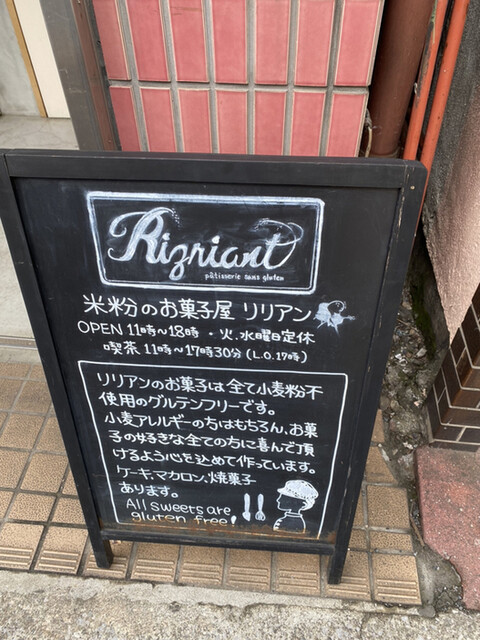 Rizriant
pâtisserie sans gluten
米粉のお菓子屋 リリアン
OPEN 11時〜18時・火、水曜日定休
喫茶 11時〜17時30分(L.O.17時)
リリアンのお菓子は全て小麦粉不
使用のグルテンフリーです。
小麦アレルギーの方はもちろん、お菓
子の好きな全ての方に喜んで頂
けるよう心を込めて作っています。
ケーキ、マカロン、焼菓子
あります。
All sweets are
gluten free!